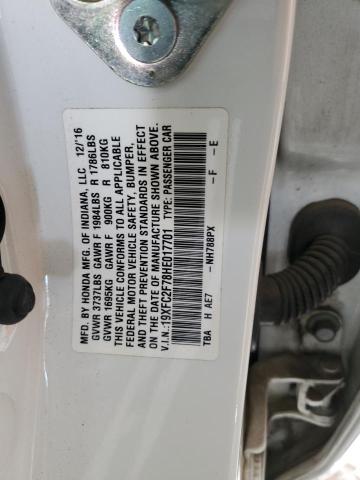 MFD. BY HONDA MFG. OF INDIANA, LLC 12/16
GVWR 3737LBS GAWR F 1984LBS R 1786LBS
GVWR 1695KG GAWR F 900KG R 810KG
THIS VEHICLE CONFORMS TO ALL APPLICABLE
FEDERAL MOTOR VEHICLE SAFETY, BUMPER,
AND THEFT PREVENTION STANDARDS IN EFFECT
ON THE DATE OF MANUFACTURE SHOWN ABOVE.
V.I.N.:19XFC2F78HE017701 TYPE:PASSENGER CAR
NH788PX F E
TBA H AE7